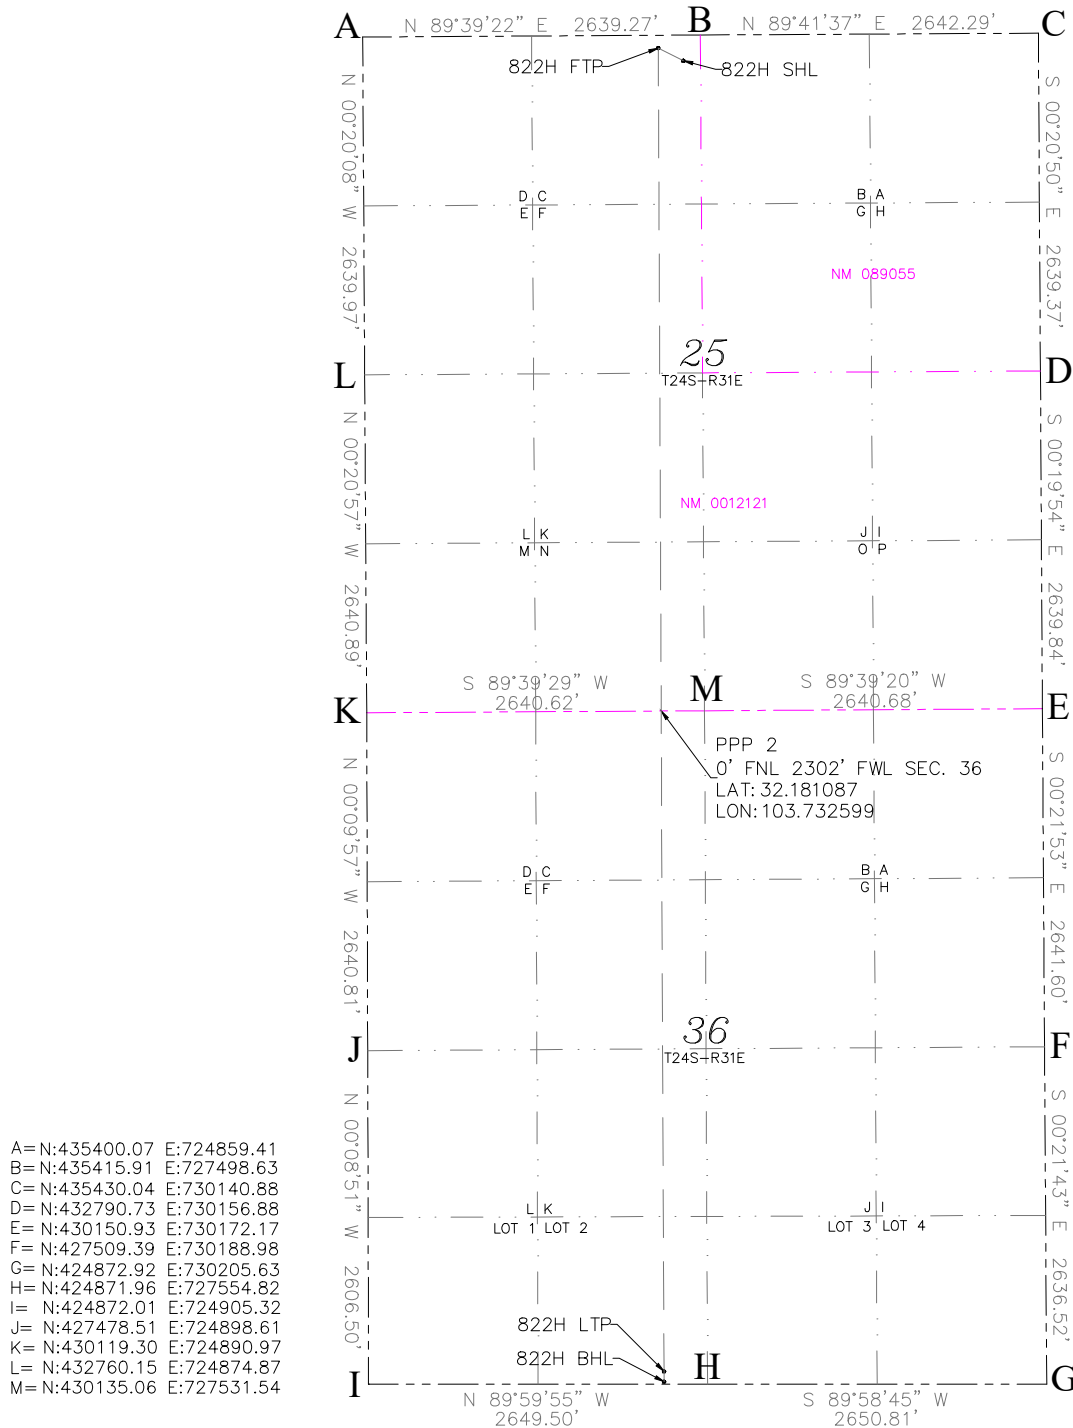 A N 89°39'22" E 2639.27' B N 89°41'37" E 2642.29' C
822H FTP 822H SHL
N 00°20'08" W 2639.97'
S 00°20'50" E 2639.37'
D C
E F
B A
G H
NM 089055
25
T24S-R31E
L
D
N 00°20'57" W 2640.89'
S 00°19'54" E 2639.84'
NM 0012121
L K
M N
J I
O P
S 89°39'29" W
2640.62'
M
S 89°39'20" W
2640.68'
K
E
PPP 2
0' FNL 2302' FWL SEC. 36
LAT: 32.181087
LON: 103.732599
N 00°09'57" W 2640.81'
S 00°21'53" E 2641.60'
D C
E F
B A
G H
36
T24S-R31E
J
F
N 00°08'51" W 2606.50'
S 00°21'43" E 2636.52'
L K
LOT 1 LOT 2
J I
LOT 3 LOT 4
822H LTP
822H BHL
I
H
G
N 89°59'55" W
2649.50'
S 89°58'45" W
2650.81'
A= N:435400.07 E:724859.41
B= N:435415.91 E:727498.63
C= N:435430.04 E:730140.88
D= N:432790.73 E:730156.88
E= N:430150.93 E:730172.17
F= N:427509.39 E:730188.98
G= N:424872.92 E:730205.63
H= N:424871.96 E:727554.82
I= N:424872.01 E:724905.32
J= N:427478.51 E:724898.61
K= N:430119.30 E:724890.97
L= N:432760.15 E:724874.87
M= N:430135.06 E:727531.54